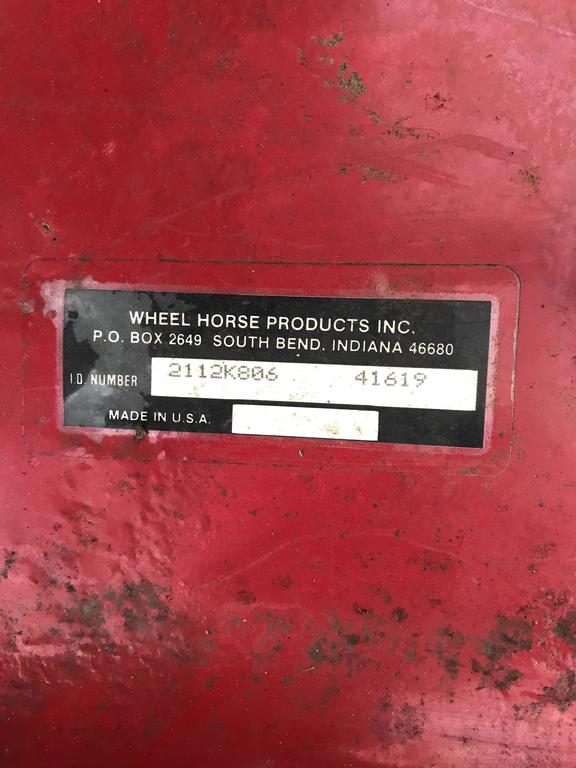 WHEEL HORSE PRODUCTS INC.
P.O. BOX 2649 SOUTH BEND. INDIANA 46680
I.D. NUMBER 2112K806 41619
MADE IN U.S.A.